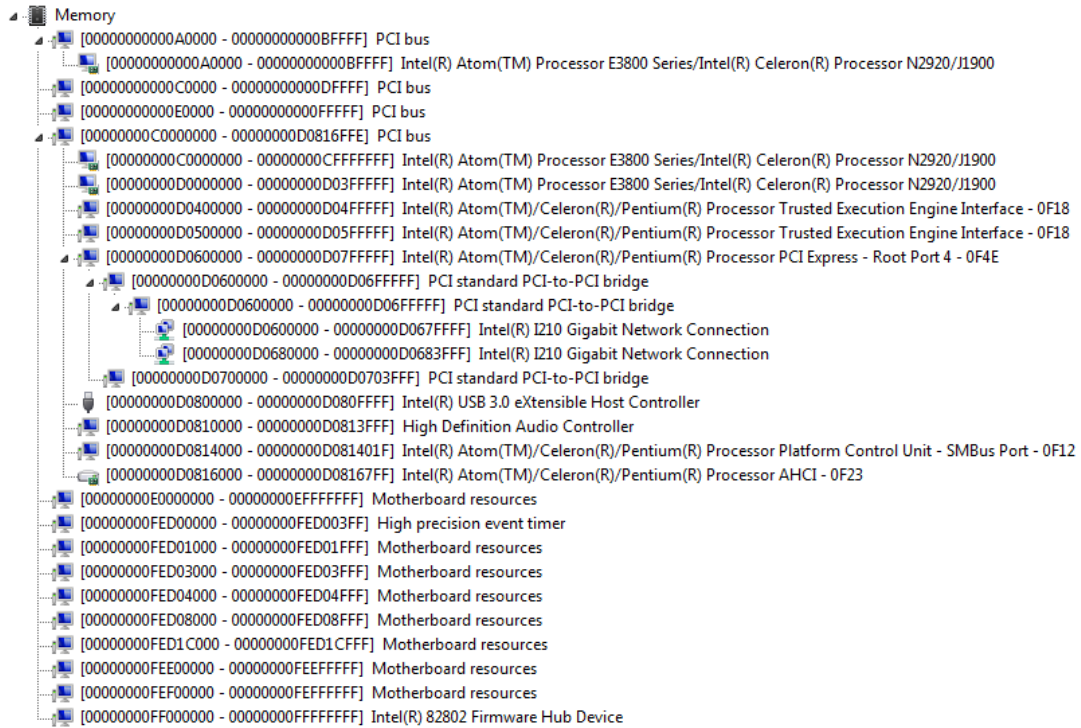 Memory
[00000000000A0000 - 00000000000BFFFF] PCI bus
[00000000000A0000 - 00000000000BFFFF] Intel(R) Atom(TM) Processor E3800 Series/Intel(R) Celeron(R) Processor N2920/J1900
[00000000000C0000 - 00000000000DFFFF] PCI bus
[00000000000E0000 - 00000000000FFFFF] PCI bus
[00000000C0000000 - 00000000D0816FFE] PCI bus
[00000000C0000000 - 00000000CFFFFFFF] Intel(R) Atom(TM) Processor E3800 Series/Intel(R) Celeron(R) Processor N2920/J1900
[00000000D0000000 - 00000000D03FFFFF] Intel(R) Atom(TM) Processor E3800 Series/Intel(R) Celeron(R) Processor N2920/J1900
[00000000D0400000 - 00000000D04FFFFF] Intel(R) Atom(TM)/Celeron(R)/Pentium(R) Processor Trusted Execution Engine Interface - 0F18
[00000000D0500000 - 00000000D05FFFFF] Intel(R) Atom(TM)/Celeron(R)/Pentium(R) Processor Trusted Execution Engine Interface - 0F18
[00000000D0600000 - 00000000D07FFFFF] Intel(R) Atom(TM)/Celeron(R)/Pentium(R) Processor PCI Express - Root Port 4 - 0F4E
[00000000D0600000 - 00000000D06FFFFF] PCI standard PCI-to-PCI bridge
[00000000D0600000 - 00000000D06FFFFF] PCI standard PCI-to-PCI bridge
[00000000D0600000 - 00000000D067FFFF] Intel(R) I210 Gigabit Network Connection
[00000000D0680000 - 00000000D0683FFF] Intel(R) I210 Gigabit Network Connection
[00000000D0700000 - 00000000D0703FFF] PCI standard PCI-to-PCI bridge
[00000000D0800000 - 00000000D080FFFF] Intel(R) USB 3.0 eXtensible Host Controller
[00000000D0810000 - 00000000D0813FFF] High Definition Audio Controller
[00000000D0814000 - 00000000D081401F] Intel(R) Atom(TM)/Celeron(R)/Pentium(R) Processor Platform Control Unit - SMBus Port - 0F12
[00000000D0816000 - 00000000D08167FF] Intel(R) Atom(TM)/Celeron(R)/Pentium(R) Processor AHCI - 0F23
[00000000E0000000 - 00000000EFFFFFFF] Motherboard resources
[00000000FED00000 - 00000000FED003FF] High precision event timer
[00000000FED01000 - 00000000FED01FFF] Motherboard resources
[00000000FED03000 - 00000000FED03FFF] Motherboard resources
[00000000FED04000 - 00000000FED04FFF] Motherboard resources
[00000000FED08000 - 00000000FED08FFF] Motherboard resources
[00000000FED1C000 - 00000000FED1CFFF] Motherboard resources
[00000000FEE00000 - 00000000FEEFFFFF] Motherboard resources
[00000000FEF00000 - 00000000FEFFFFFF] Motherboard resources
[00000000FF000000 - 00000000FFFFFFFF] Intel(R) 82802 Firmware Hub Device